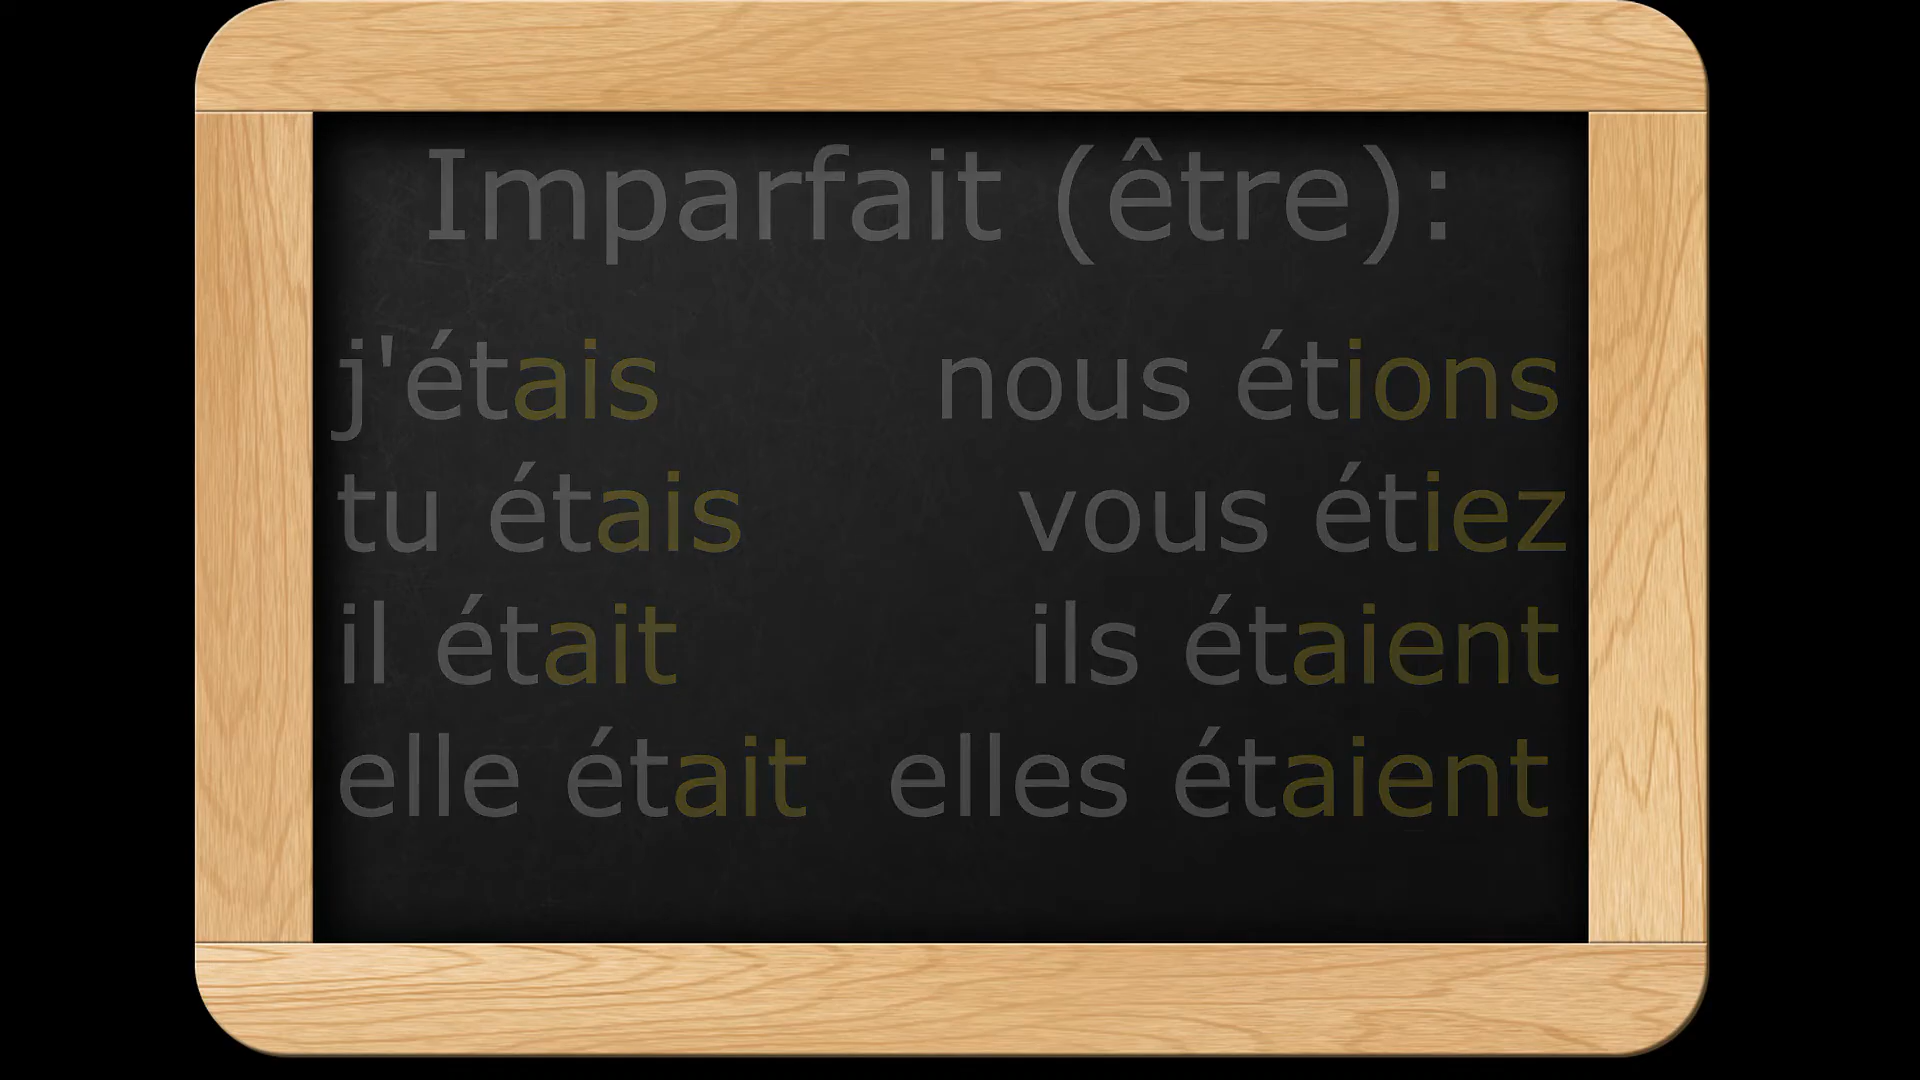 Imparfait (être):
j'étais nous étions
tu étais vous étiez
il était ils étaient
elle était elles étaient